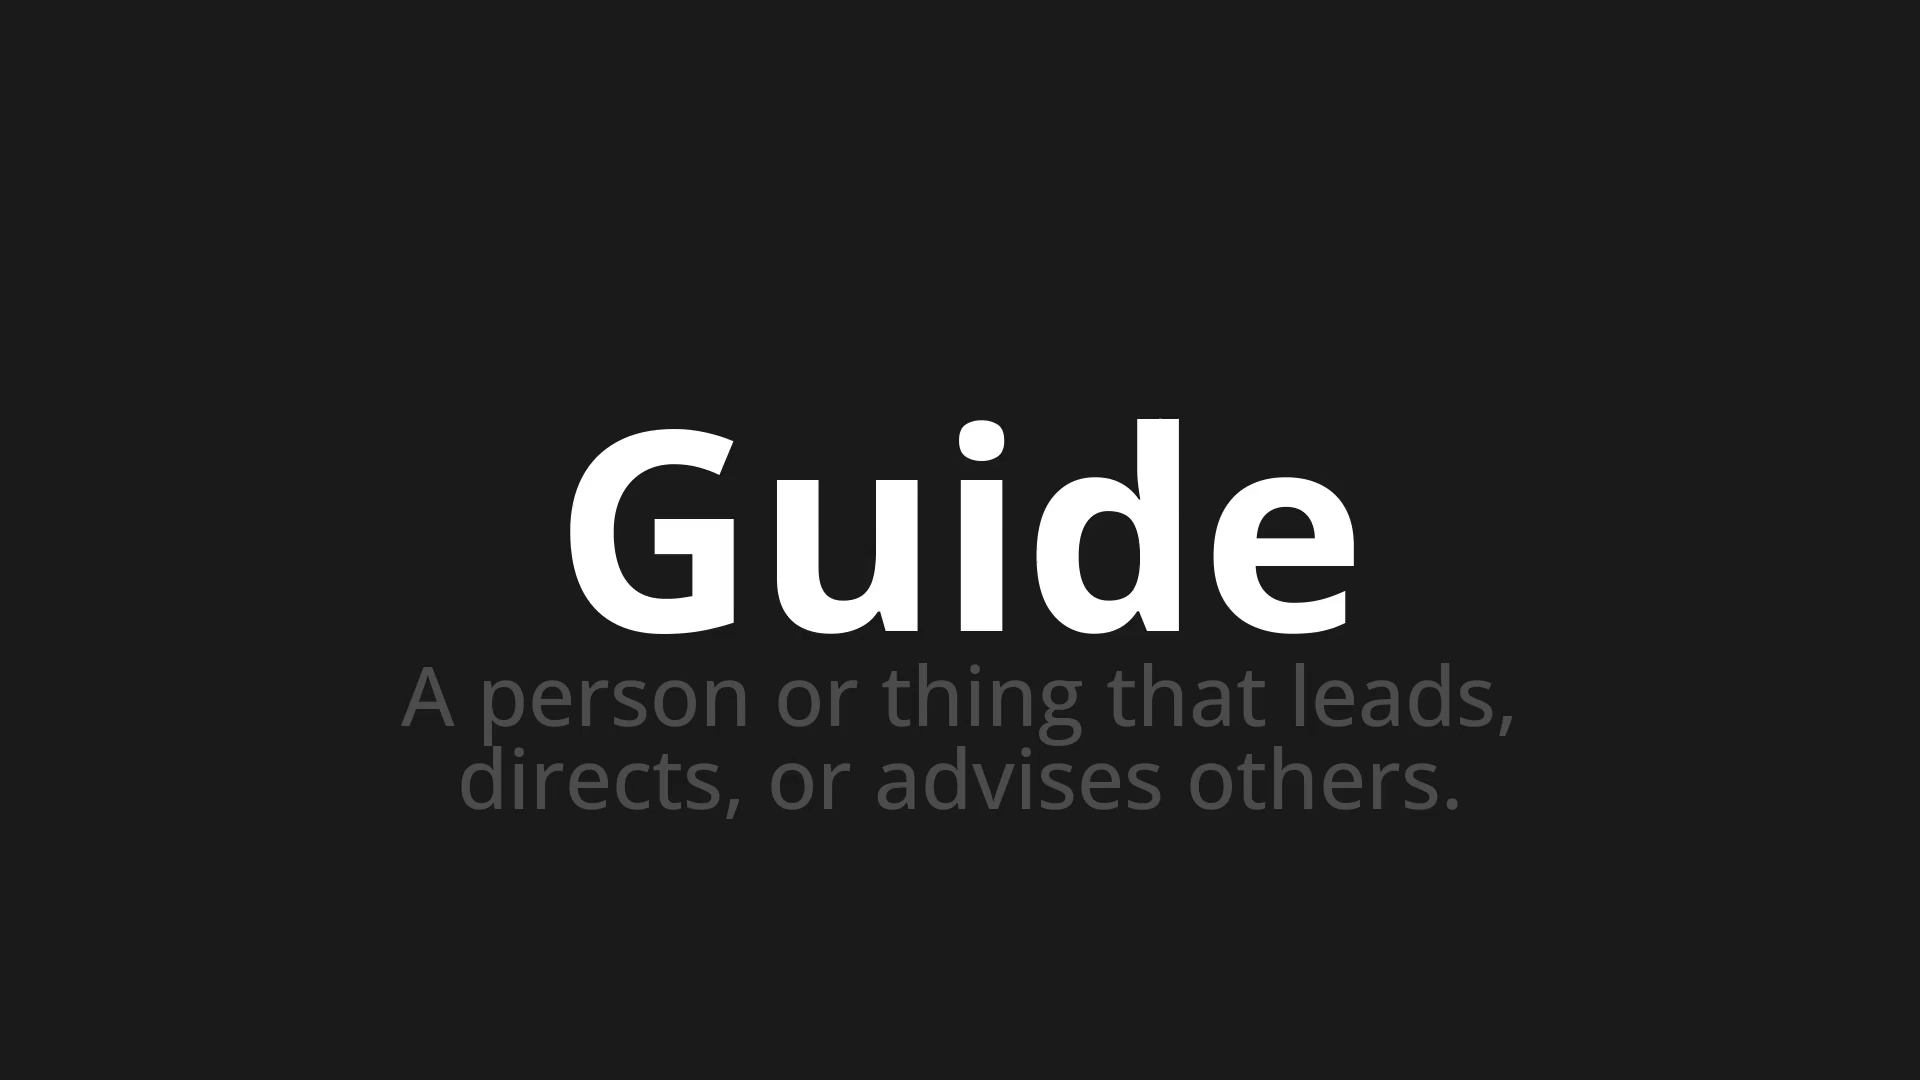 Guide
A person or thing that leads,
directs, or advises others.